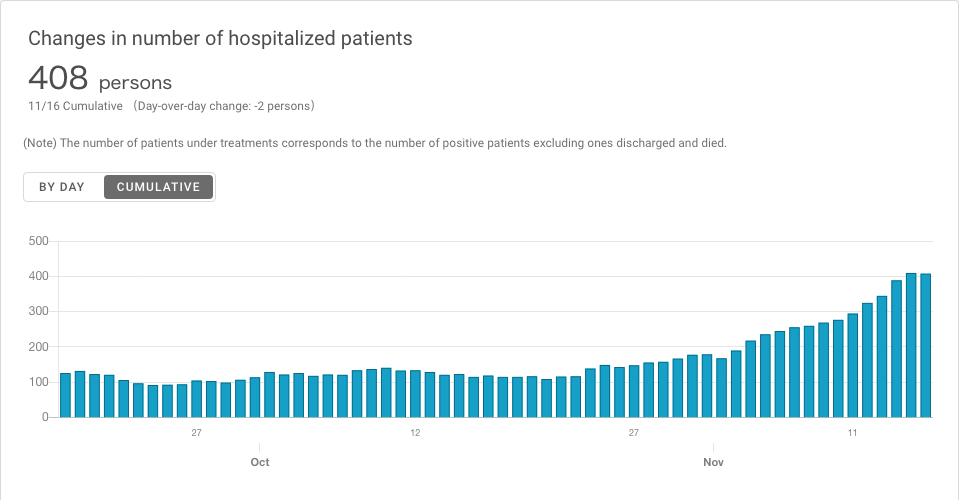 Changes in number of hospitalized patients
408 persons
11/16 Cumulative （Day-over-day change: -2 persons）
(Note) The number of patients under treatments corresponds to the number of positive patients excluding ones discharged and died.
BY DAY CUMULATIVE
500
400
300
200
100
0
27 12 27 11
Oct Nov